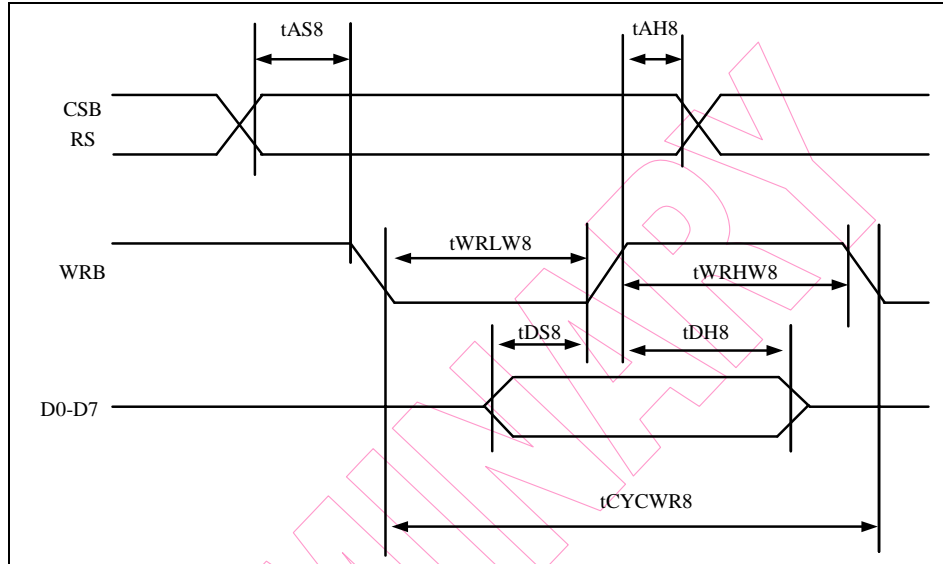 tAS8
tAH8
CSB
RS
tWRLW8
WRB
tWRHW8
tDS8
tDH8
D0-D7
tCYCWR8